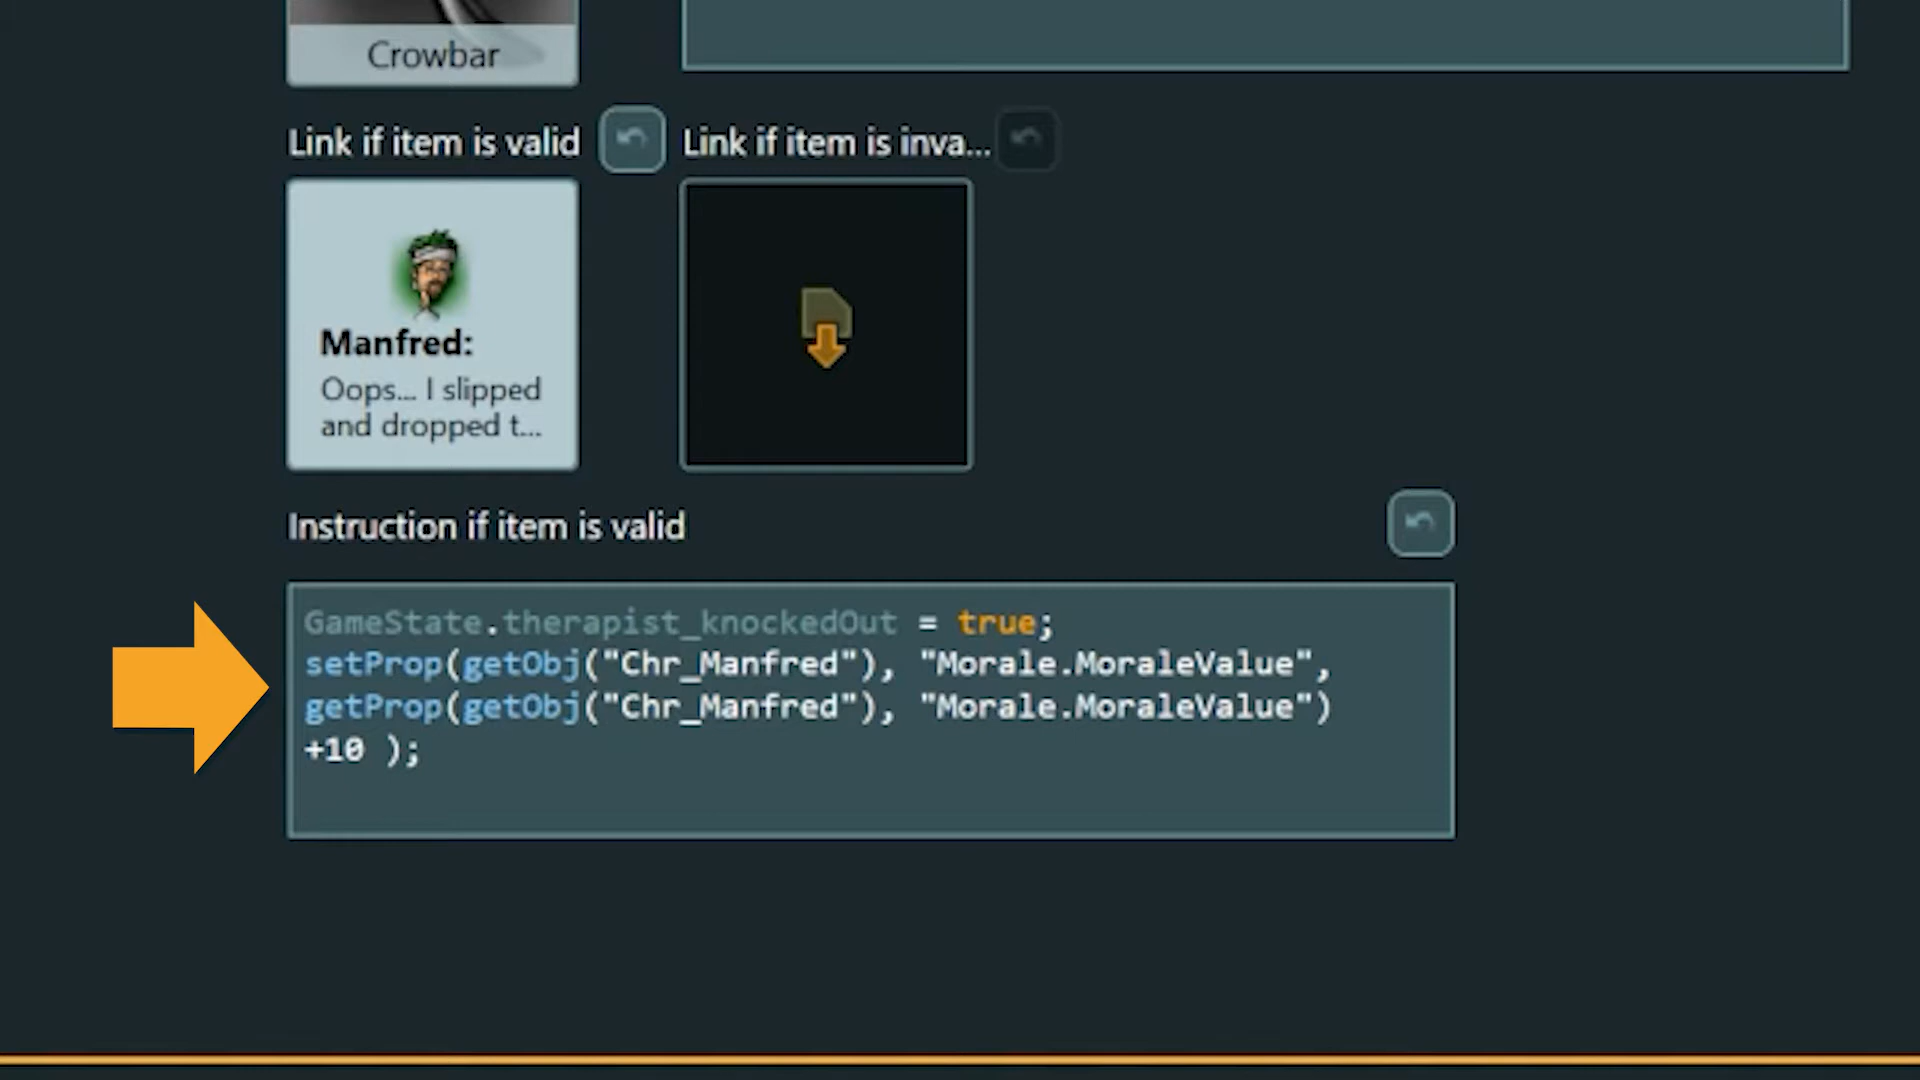 Crowbar
Link if item is valid
Link if item is inva...
Manfred:
Oops... I slipped
and dropped t...
Instruction if item is valid
GameState.therapist_knockedOut = true;
setProp(getObj("Chr_Manfred"), "Morale.MoraleValue",
getProp(getObj("Chr_Manfred"), "Morale.MoraleValue")
+10 );